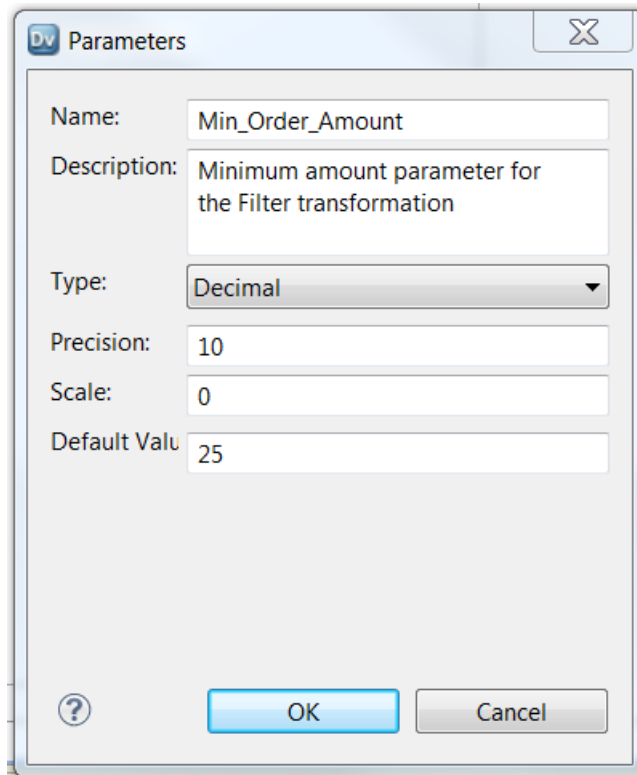 Dv Parameters
Name: Min_Order_Amount
Description: Minimum amount parameter for
the Filter transformation
Type: Decimal
Precision: 10
Scale: 0
Default Valu 25
? OK Cancel